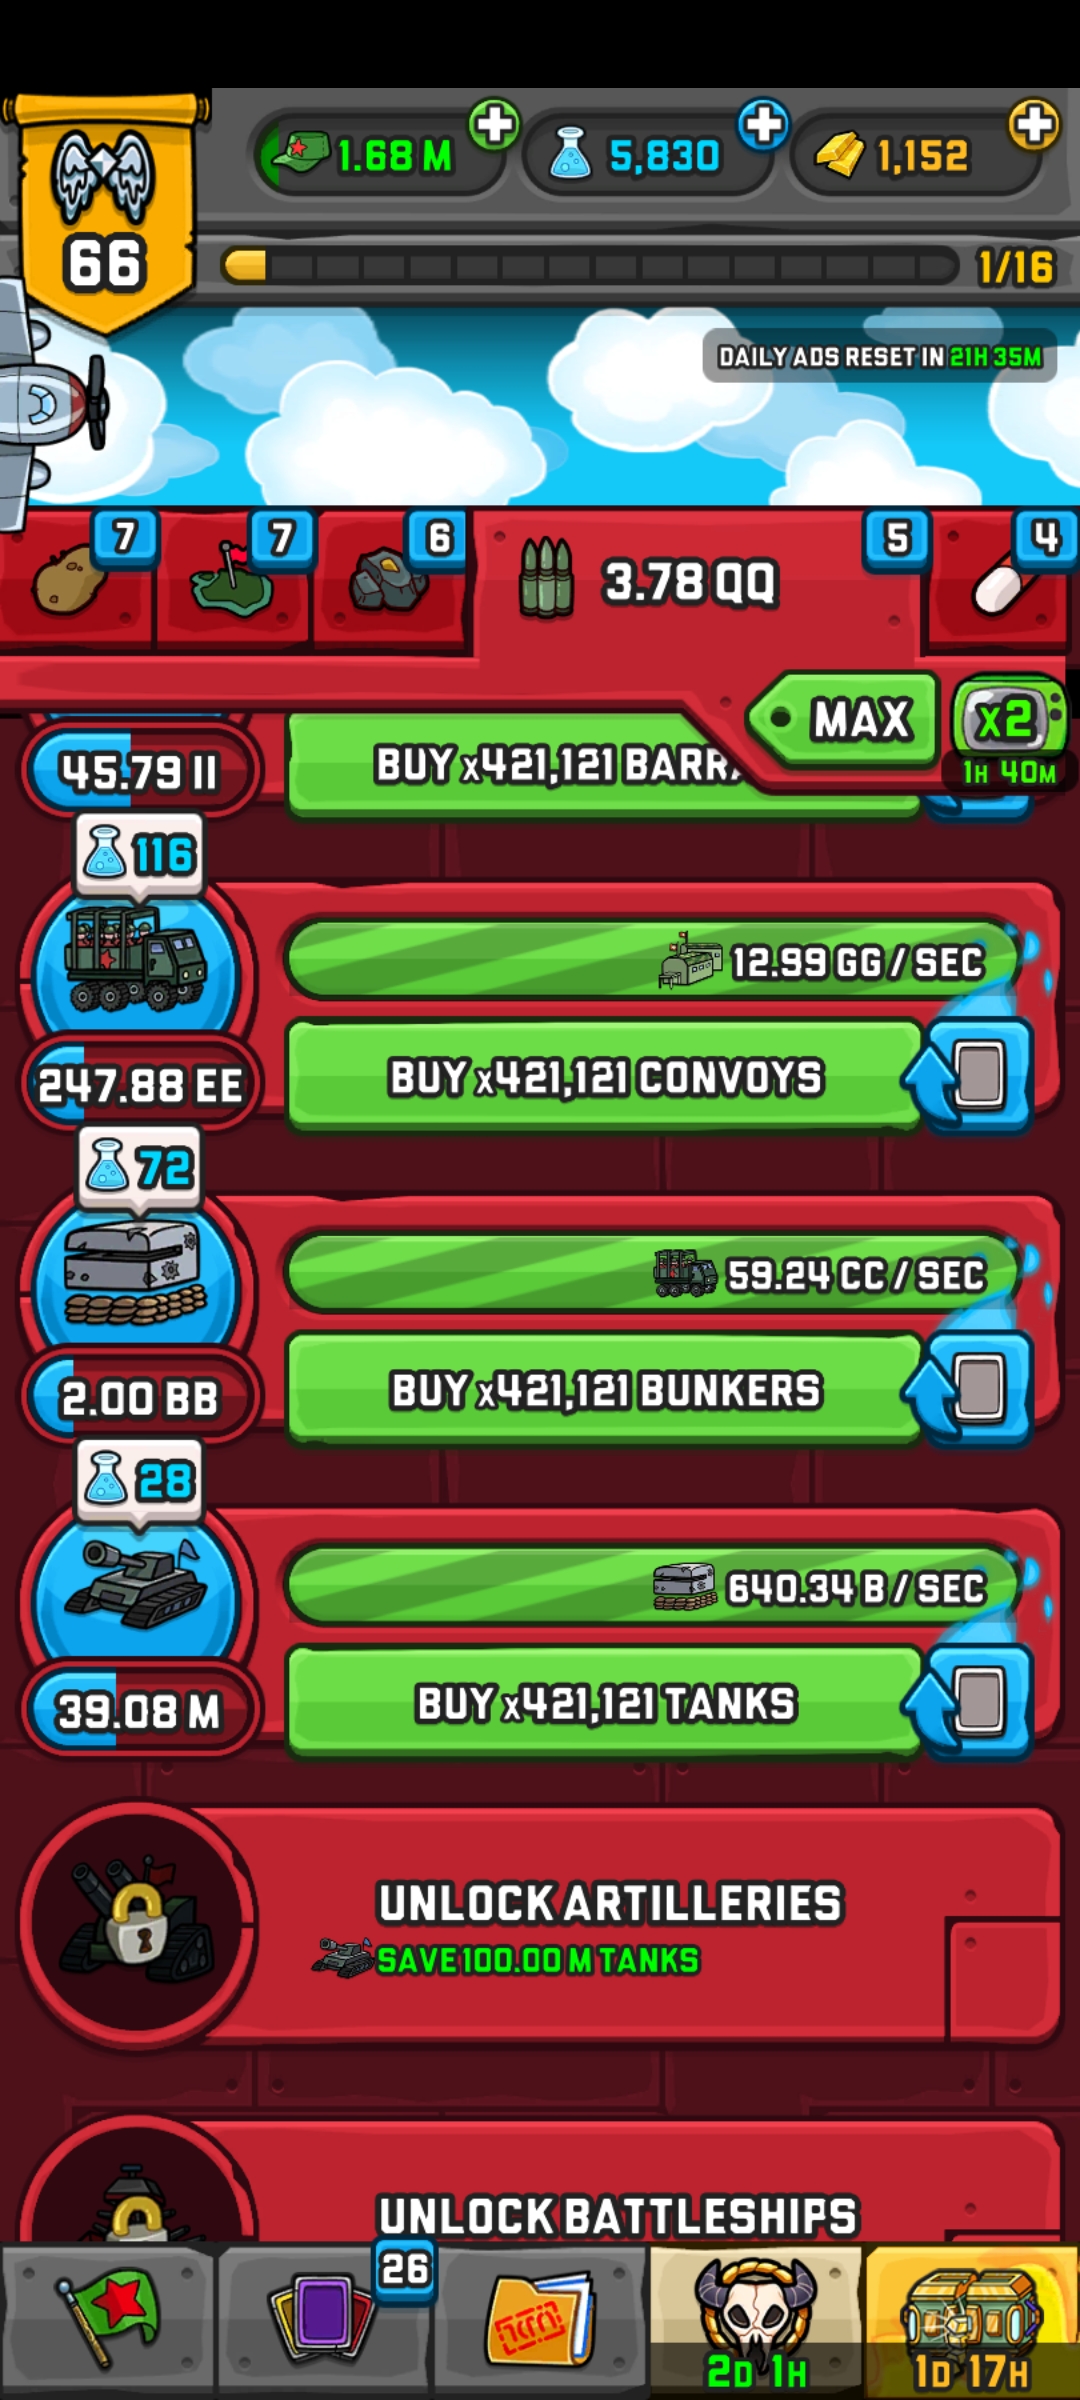 1.68 M
5,830
1,152
66
1/16
DAILY ADS RESET IN 21H 35M
7
7
6
3.78 QQ
5
4
MAX
x2
1H 40M
45.79 II
BUY x421,121
116
12.99 GG / SEC
247.88 EE
BUY x421,121 CONVOYS
72
59.24 CC / SEC
2.00 BB
BUY x421,121 BUNKERS
28
640.34 B / SEC
39.08 M
BUY x421,121 TANKS
UNLOCK ARTILLERIES
SAVE 100.00 M TANKS
UNLOCK BATTLESHIPS
26
2D 1H
1D 17H